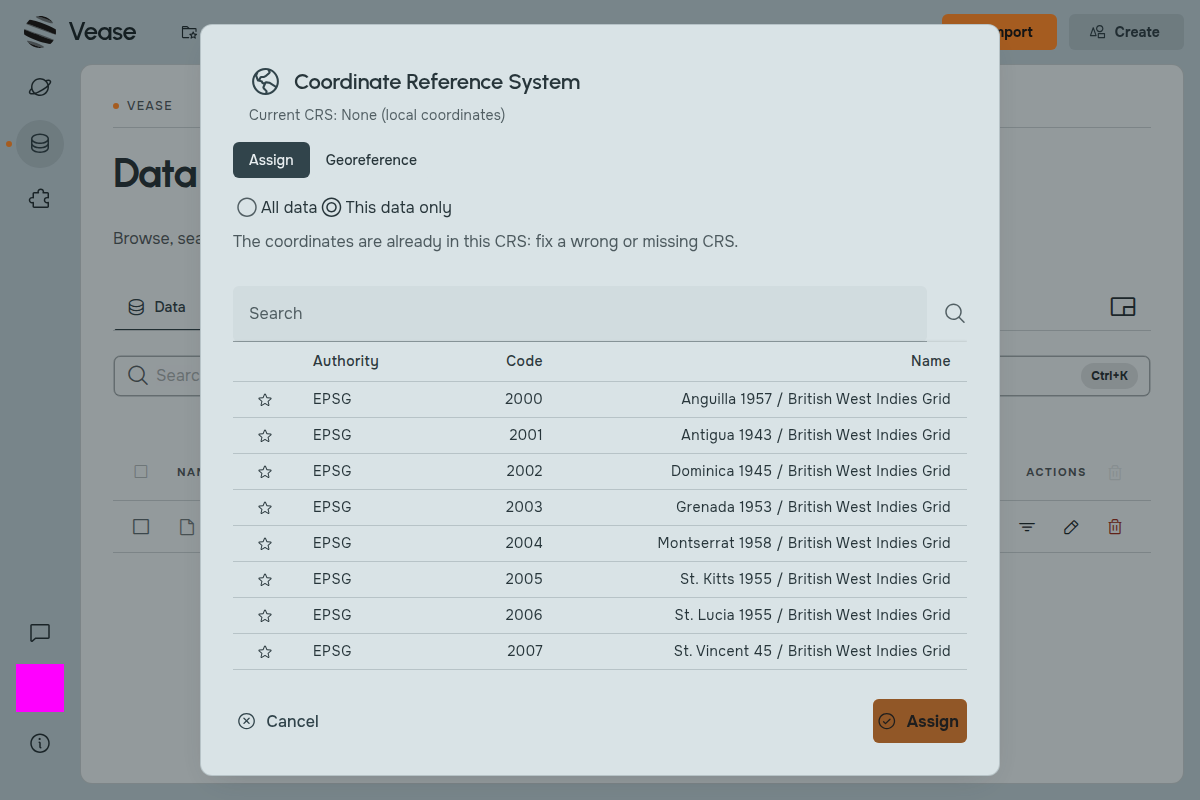 Vease
Create
VEASE
Data
Browse,
Data
Ctrl+K
ACTIONS
Coordinate Reference System
Current CRS: None (local coordinates)
Assign
Georeference
All data
This data only
The coordinates are already in this CRS: fix a wrong or missing CRS.
Search
Authority Code Name
EPSG 2000 Anguilla 1957 / British West Indies Grid
EPSG 2001 Antigua 1943 / British West Indies Grid
EPSG 2002 Dominica 1945 / British West Indies Grid
EPSG 2003 Grenada 1953 / British West Indies Grid
EPSG 2004 Montserrat 1958 / British West Indies Grid
EPSG 2005 St. Kitts 1955 / British West Indies Grid
EPSG 2006 St. Lucia 1955 / British West Indies Grid
EPSG 2007 St. Vincent 45 / British West Indies Grid
Cancel
Assign